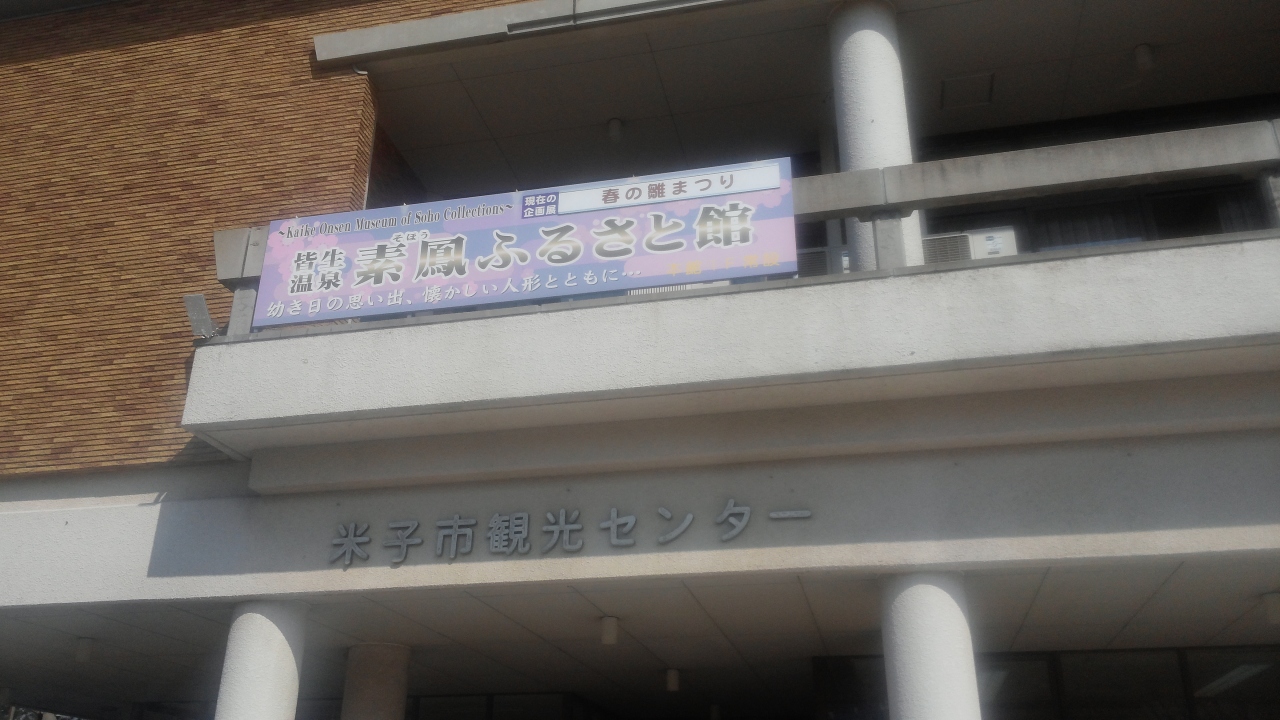 ~Kaike Onsen Museum of Soho Collections~
現在の
企画展
春の雛まつり
そほう
皆生
温泉
素鳳ふるさと館
幼き日の思い出、懐かしい人形とともに…
米子市観光センター